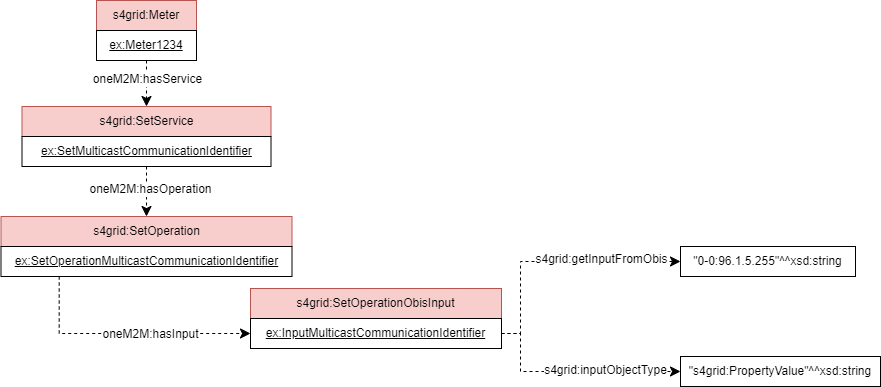 s4grid:Meter
ex:Meter1234
oneM2M:hasService
s4grid:SetService
ex:SetMulticastCommunicationIdentifier
oneM2M:hasOperation
s4grid:SetOperation
ex:SetOperationMulticastCommunicationIdentifier
s4grid:getInputFromObis
"0-0:96.1.5.255"^^xsd:string
s4grid:SetOperationObisInput
oneM2M:hasInput
ex:InputMulticastCommunicationIdentifier
s4grid:inputObjectType
"s4grid:PropertyValue"^^xsd:string